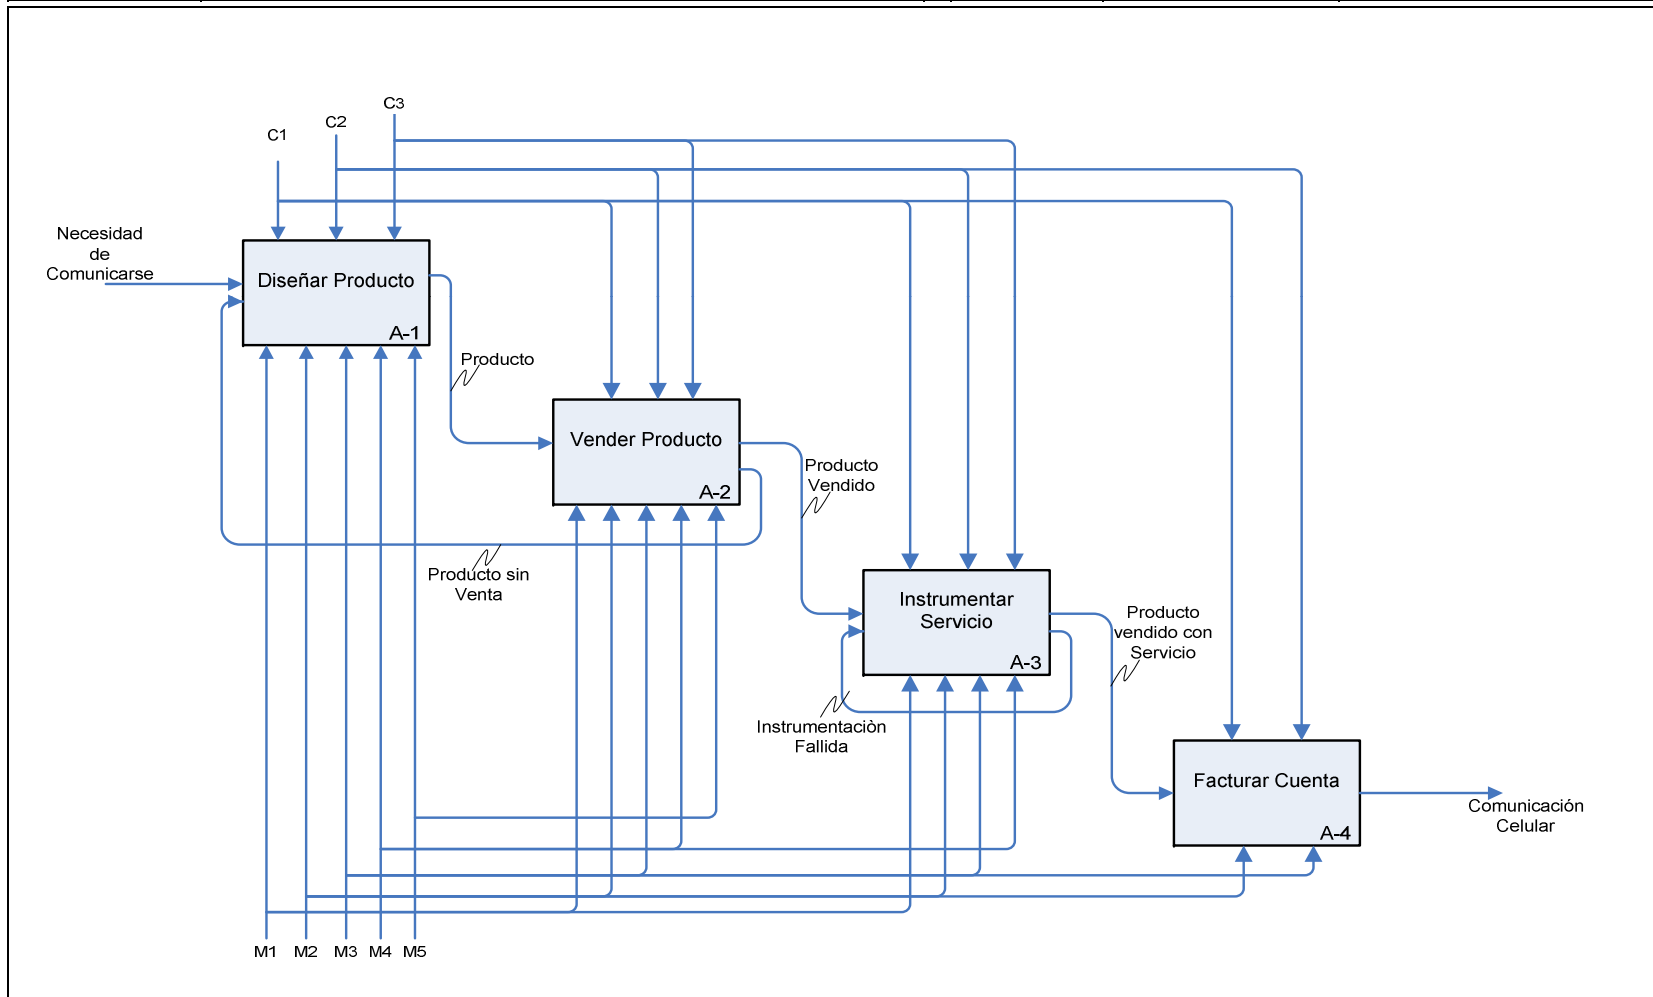 C3
C2
C1
Necesidad
de
Comunicarse
Diseñar Producto
A-1
Producto
Vender Producto
A-2
Producto
Vendido
Producto sin
Venta
Instrumentar
Servicio
A-3
Producto
vendido con
Servicio
Instrumentaciòn
Fallida
Facturar Cuenta
A-4
Comunicación
Celular
M1 M2 M3 M4 M5